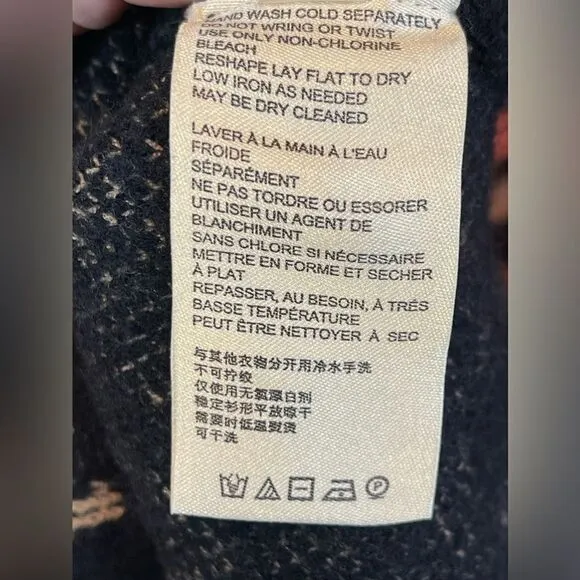 HAND WASH COLD SEPARATELY
DO NOT WRING OR TWIST
USE ONLY NON-CHLORINE
BLEACH
RESHAPE LAY FLAT TO DRY
LOW IRON AS NEEDED
MAY BE DRY CLEANED
LAVER À LA MAIN À L'EAU
FROIDE
SÉPARÉMENT
NE PAS TORDRE OU ESSORER
UTILISER UN AGENT DE
BLANCHIMENT
SANS CHLORE SI NÉCESSAIRE
METTRE EN FORME ET SECHER
À PLAT
REPASSER, AU BESOIN, À TRÉS
BASSE TEMPÉRATURE
PEUT ÊTRE NETTOYER À SEC
与其他衣物分开用冷水手洗
不可拧绞
仅使用无氯漂白剂
稳定衫形平放晾干
需要时低温熨烫
可干洗
P